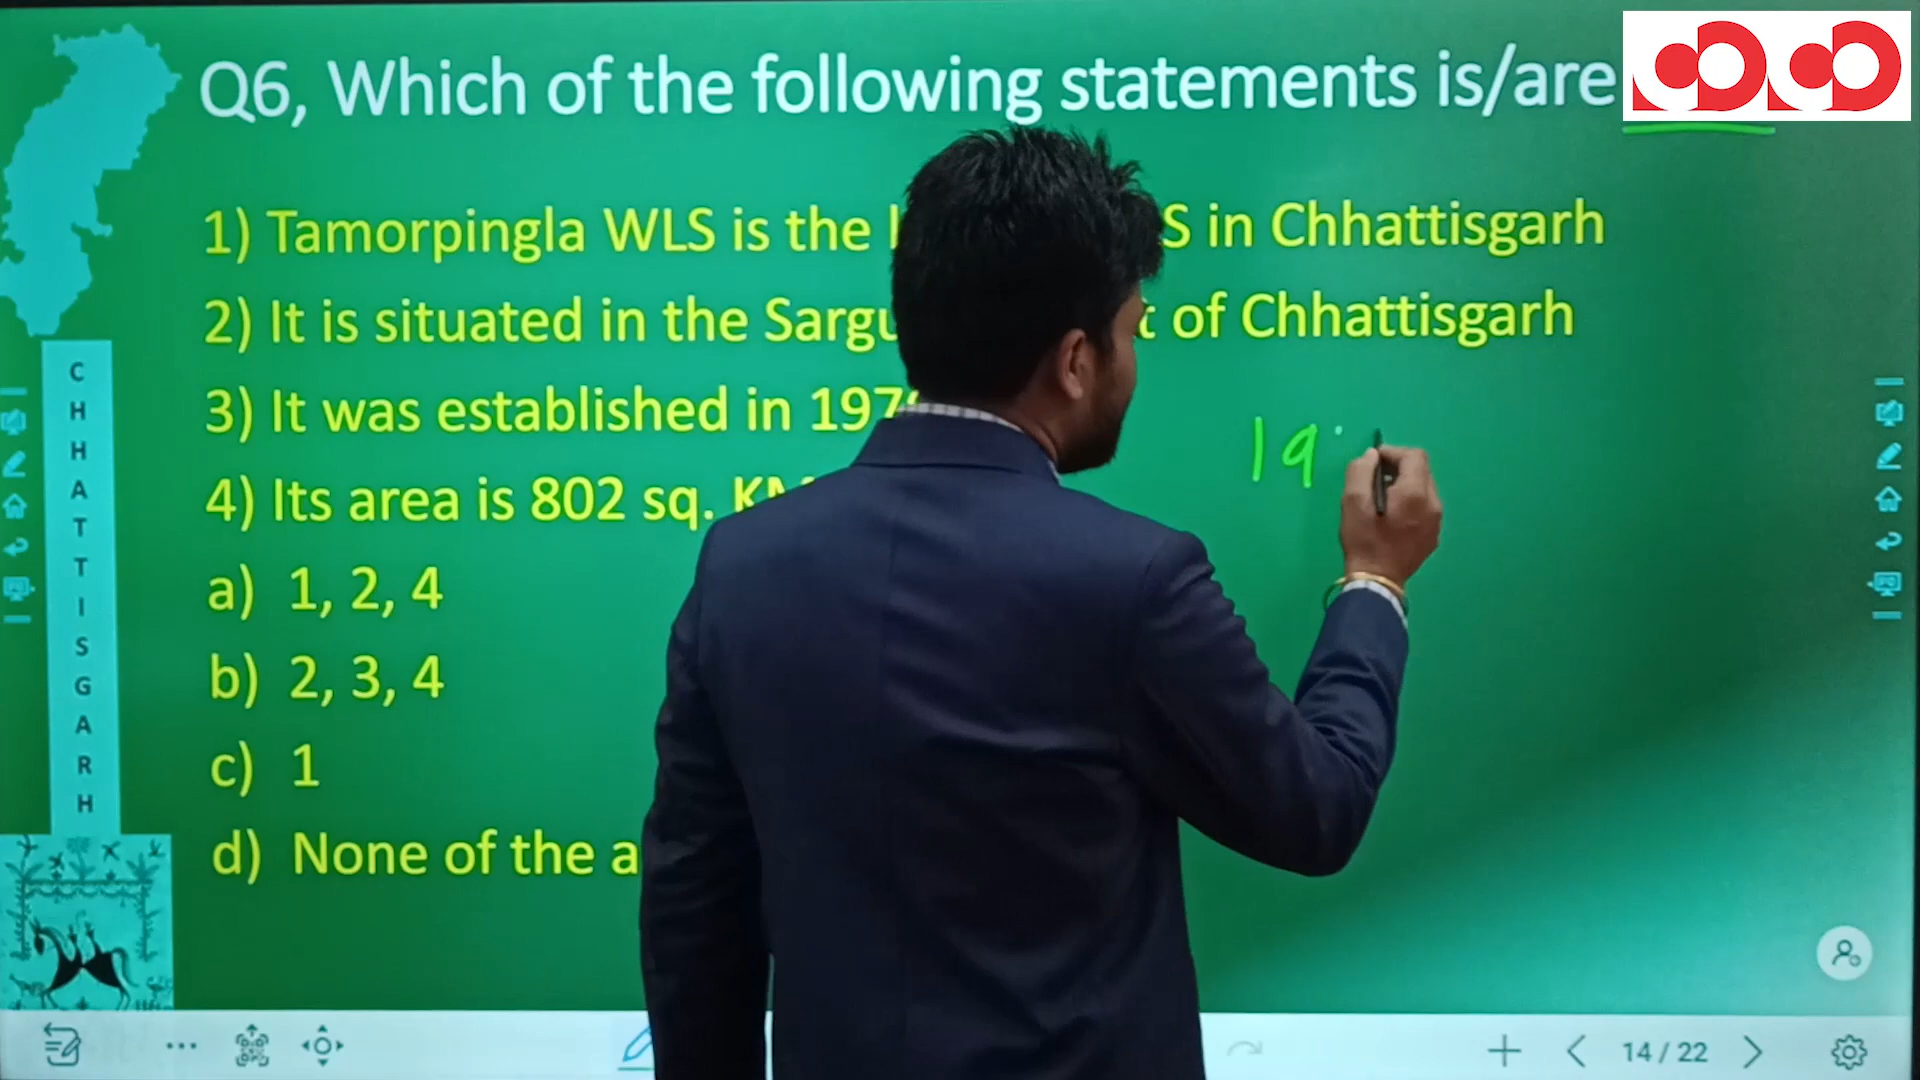 Q6, Which of the following statements is/are
1) Tamorpingla WLS is the in Chhattisgarh
2) It is situated in the of Chhattisgarh
3) It was established in
4) Its area is 802 sq.
a) 1, 2, 4
b) 2, 3, 4
c) 1
d) None of the
19
CHHATTISGARH
14 / 22